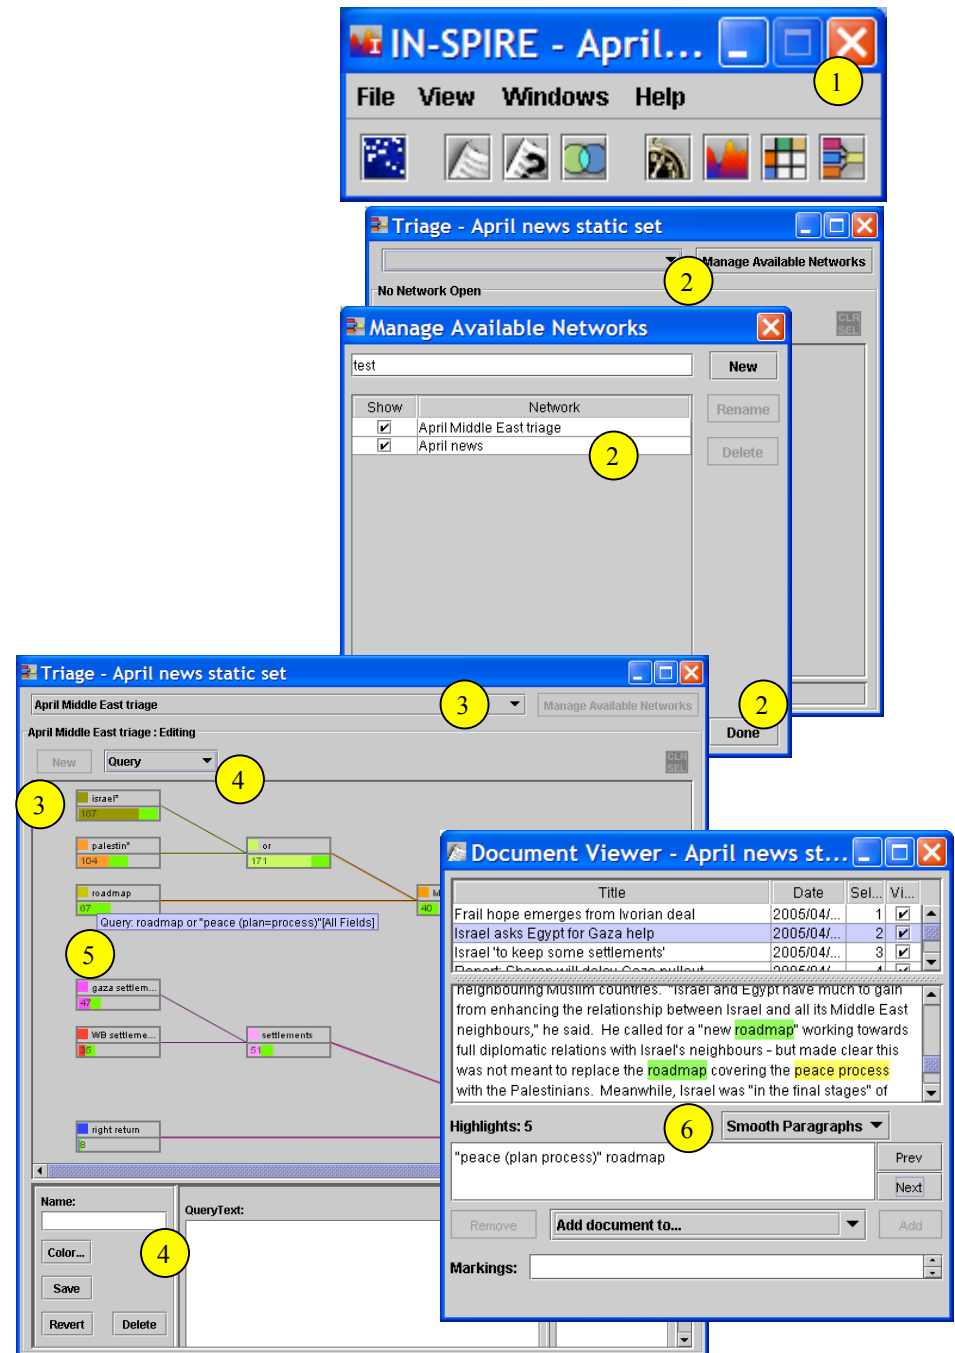 IN-SPIRE - April...
1
File View Windows Help
Triage - April news static set
Manage Available Networks
2
No Network Open
CLR
SEL
Manage Available Networks
test
New
Show Network
Rename
April Middle East triage
April news
2
Delete
Triage - April news static set
April Middle East triage
3
Manage Available Networks
2
Done
April Middle East triage : Editing
New
Query
4
CLR
SEL
3
israel*
167
palestin*
104
or
171
roadmap
67
M
40
Query: roadmap or "peace (plan=process)"[All Fields]
5
gaza settlem...
47
WB settleme...
35
settlements
51
right return
8
Name:
QueryText:
Color...
4
Save
Revert
Delete
Document Viewer - April news st...
Title Date Sel... Vi...
Frail hope emerges from Ivorian deal 2005/04/... 1
Israel asks Egypt for Gaza help 2005/04/... 2
Israel 'to keep some settlements' 2005/04/... 3
Report: Sharon will delay Gaza pullout 2005/04/... 4
neighbouring Muslim countries. "Israel and Egypt have much to gain
from enhancing the relationship between Israel and all its Middle East
neighbours," he said. He called for a "new roadmap" working towards
full diplomatic relations with Israel's neighbours - but made clear this
was not meant to replace the roadmap covering the peace process
with the Palestinians. Meanwhile, Israel was "in the final stages" of
Highlights: 5
6
Smooth Paragraphs
"peace (plan process)" roadmap
Prev
Next
Remove
Add document to...
Add
Markings: